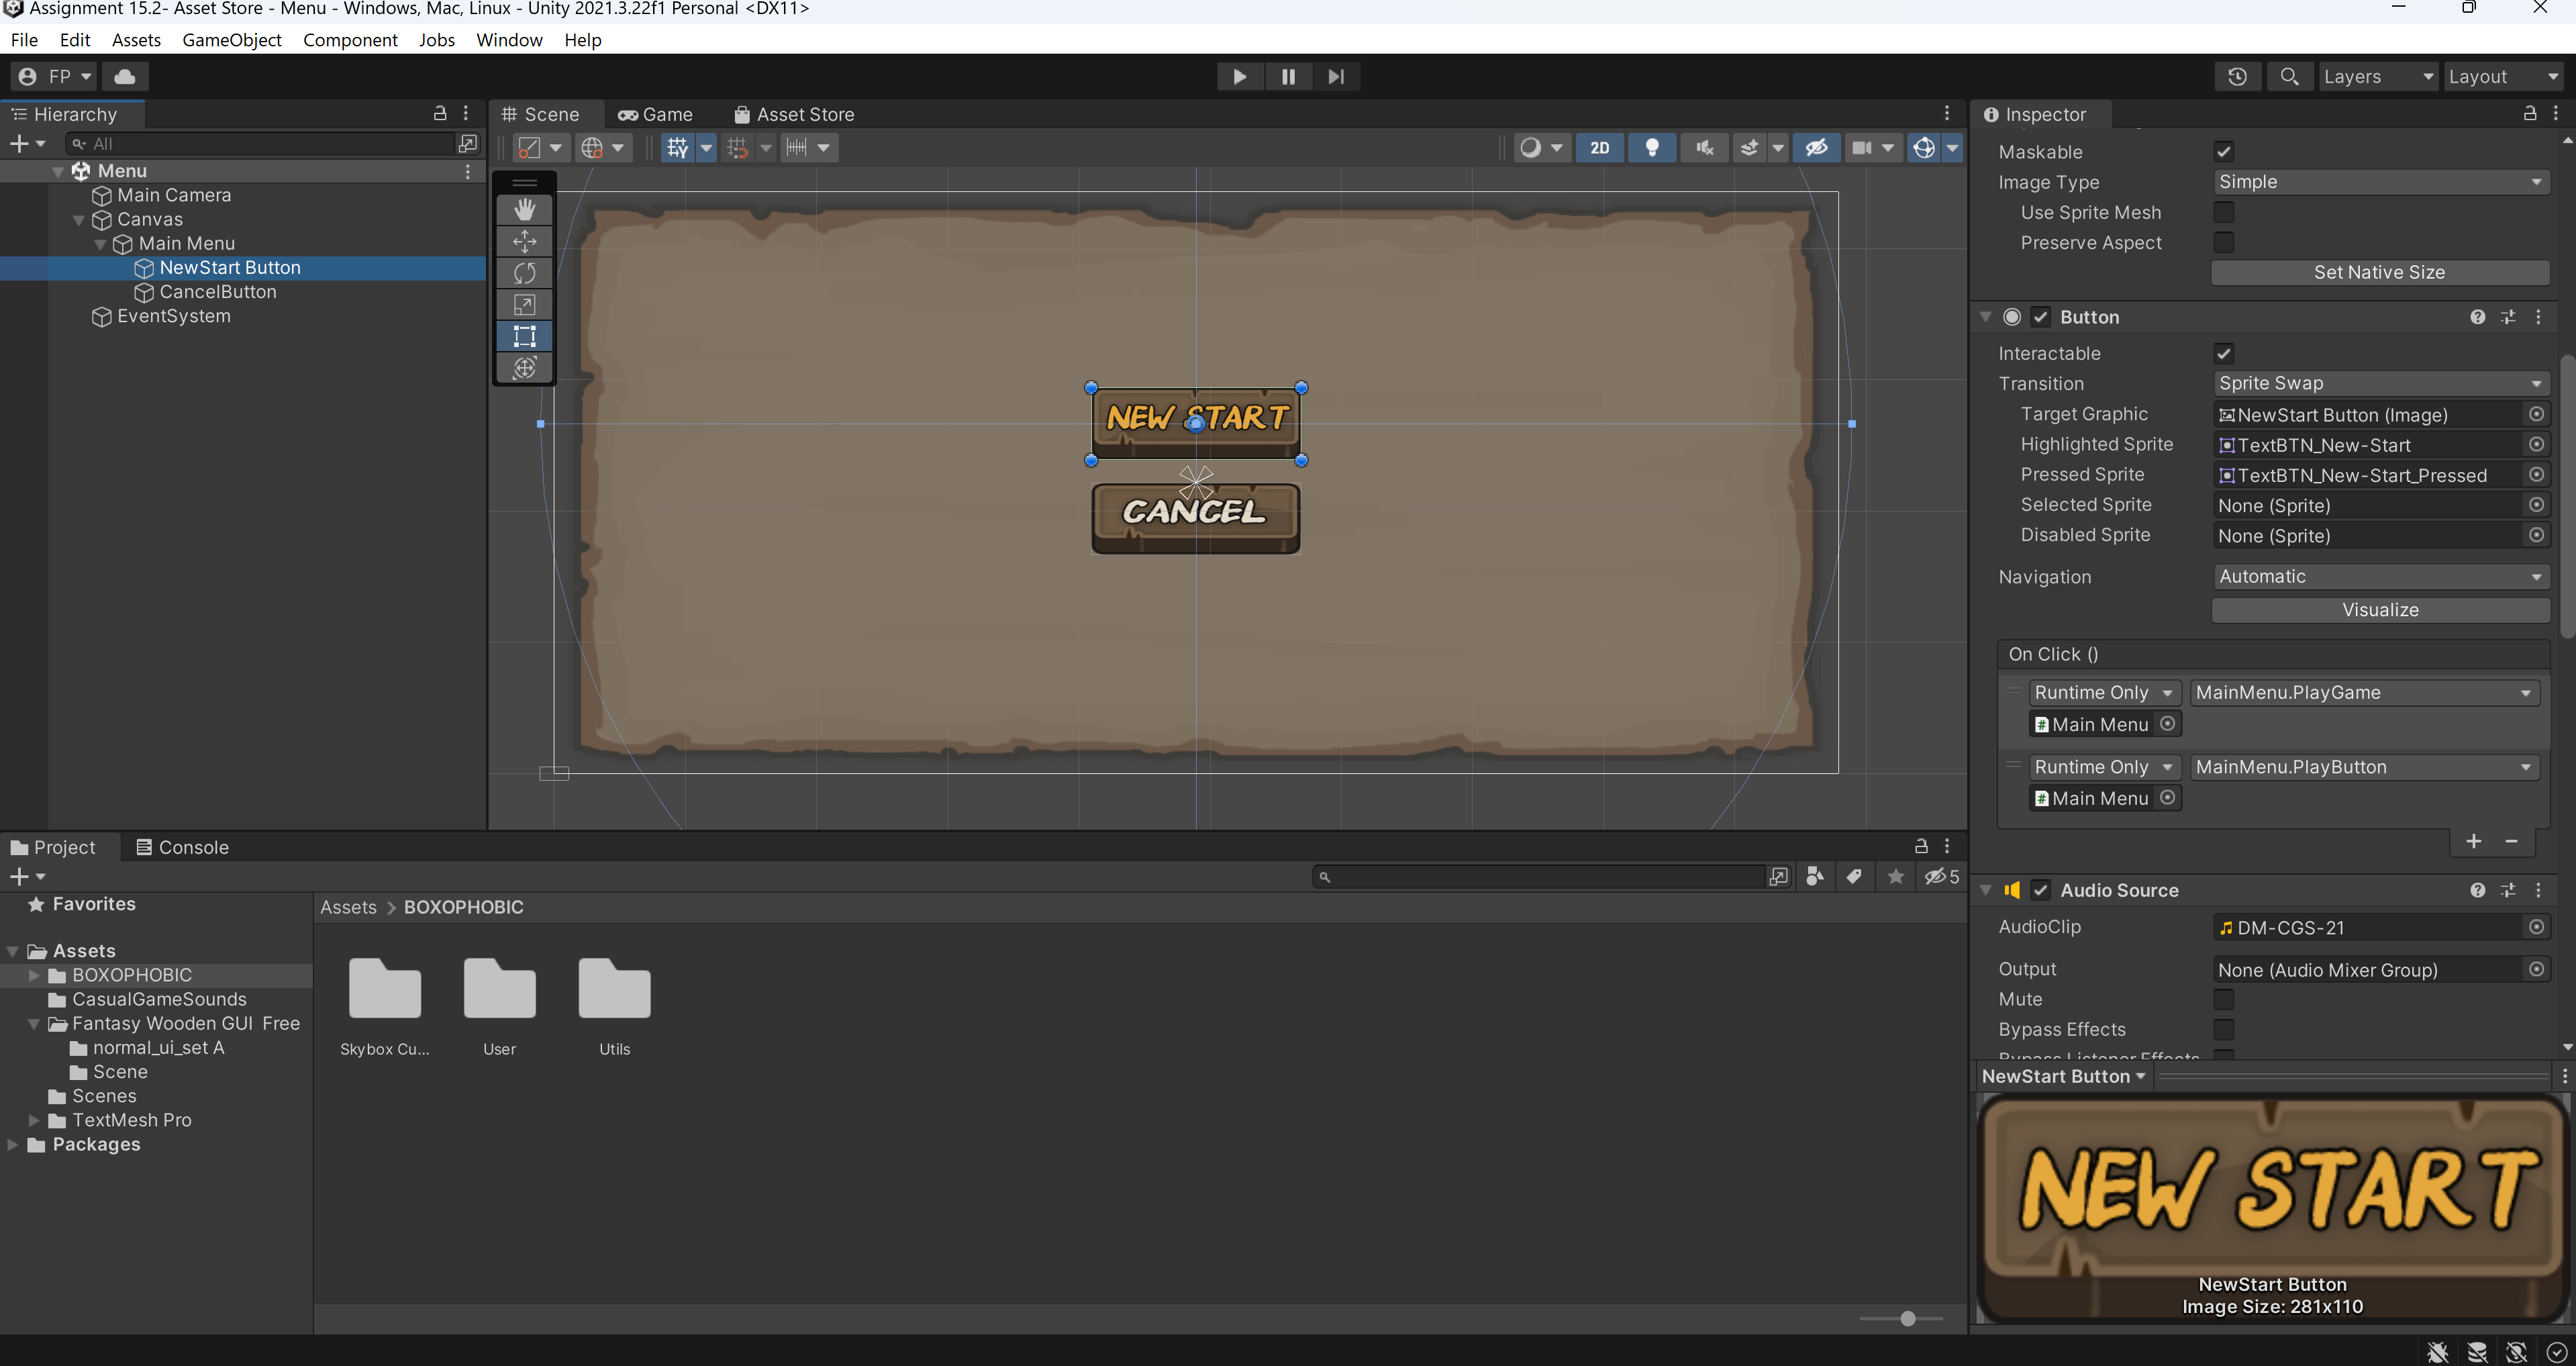 Assignment 15.2- Asset Store - Menu - Windows, Mac, Linux - Unity 2021.3.22f1 Personal <DX11>
File Edit Assets GameObject Component Jobs Window Help
FP
Layers Layout
Hierarchy
All
Menu
Main Camera
Canvas
Main Menu
NewStart Button
CancelButton
EventSystem
Scene Game Asset Store
2D
NEW START
CANCEL
Inspector
Maskable
Image Type Simple
Use Sprite Mesh
Preserve Aspect
Set Native Size
Button
Interactable
Transition Sprite Swap
Target Graphic NewStart Button (Image)
Highlighted Sprite TextBTN_New-Start
Pressed Sprite TextBTN_New-Start_Pressed
Selected Sprite None (Sprite)
Disabled Sprite None (Sprite)
Navigation Automatic
Visualize
On Click ()
Runtime Only MainMenu.PlayGame
Main Menu
Runtime Only MainMenu.PlayButton
Main Menu
Audio Source
AudioClip DM-CGS-21
Output None (Audio Mixer Group)
Mute
Bypass Effects
Bypass Listener Effects
NewStart Button
NEW START
NewStart Button
Image Size: 281x110
Project Console
5
Favorites
Assets
BOXOPHOBIC
CasualGameSounds
Fantasy Wooden GUI Free
normal_ui_set A
Scene
Scenes
TextMesh Pro
Packages
Assets > BOXOPHOBIC
Skybox Cu...
User
Utils